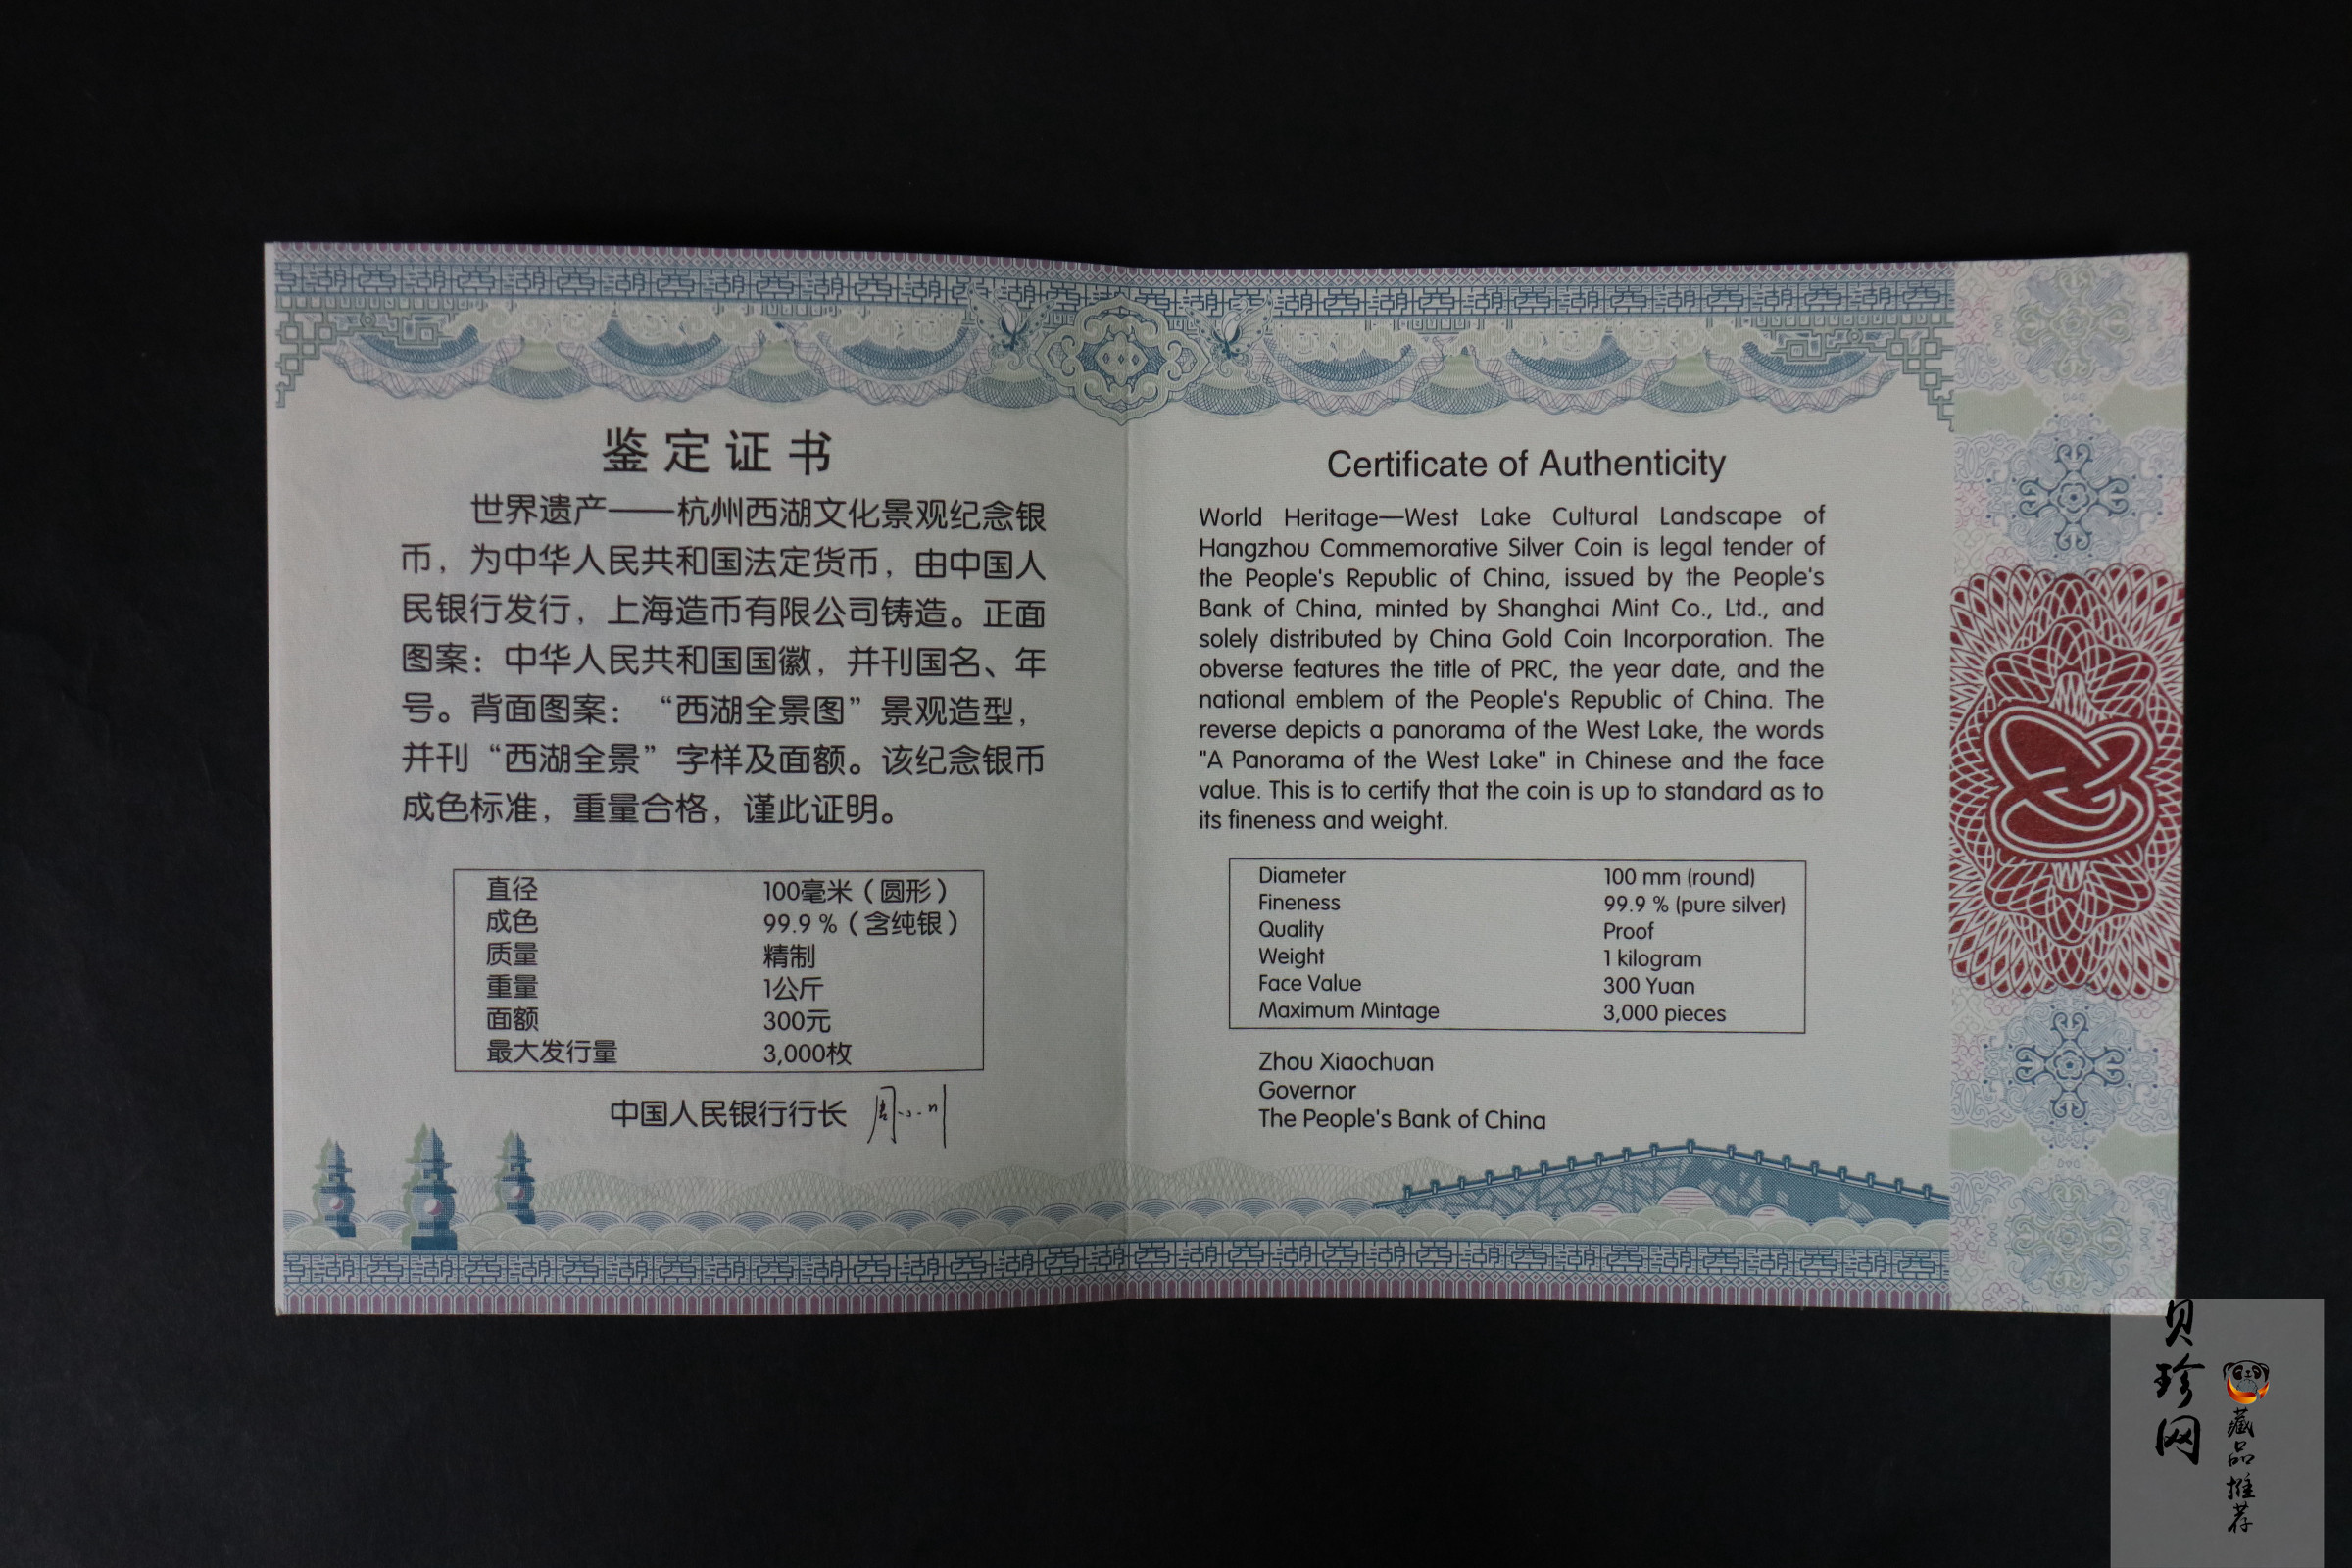 鉴定证书
世界遗产——杭州西湖文化景观纪念银
币，为中华人民共和国法定货币，由中国人
民银行发行，上海造币有限公司铸造。正面
图案：中华人民共和国国徽，并刊国名、年
号。背面图案：“西湖全景图”景观造型，
并刊“西湖全景”字样及面额。该纪念银币
成色标准，重量合格，谨此证明。
直径 100毫米（圆形）
成色 99.9 %（含纯银）
质量 精制
重量 1公斤
面额 300元
最大发行量 3,000枚
中国人民银行行长 周小川
Certificate of Authenticity
World Heritage—West Lake Cultural Landscape of
Hangzhou Commemorative Silver Coin is legal tender of
the People's Republic of China, issued by the People's
Bank of China, minted by Shanghai Mint Co., Ltd., and
solely distributed by China Gold Coin Incorporation. The
obverse features the title of PRC, the year date, and the
national emblem of the People's Republic of China. The
reverse depicts a panorama of the West Lake, the words
"A Panorama of the West Lake" in Chinese and the face
value. This is to certify that the coin is up to standard as to
its fineness and weight.
Diameter 100 mm (round)
Fineness 99.9 % (pure silver)
Quality Proof
Weight 1 kilogram
Face Value 300 Yuan
Maximum Mintage 3,000 pieces
Zhou Xiaochuan
Governor
The People's Bank of China
贝珍网
藏品推荐